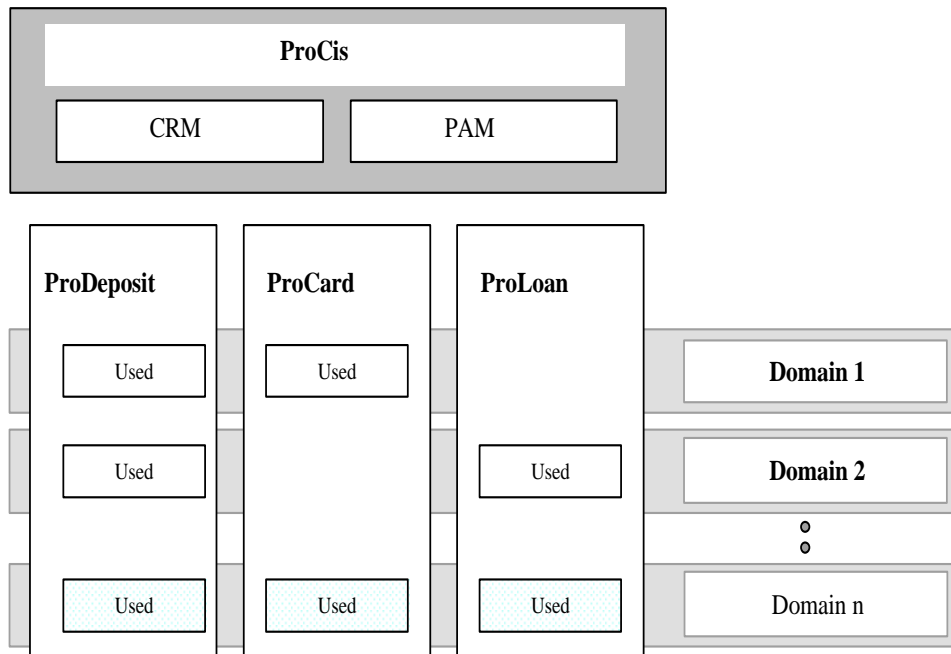 ProCis
CRM
PAM
ProDeposit
ProCard
ProLoan
Used
Used
Domain 1
Used
Used
Domain 2
Used
Used
Used
Domain n